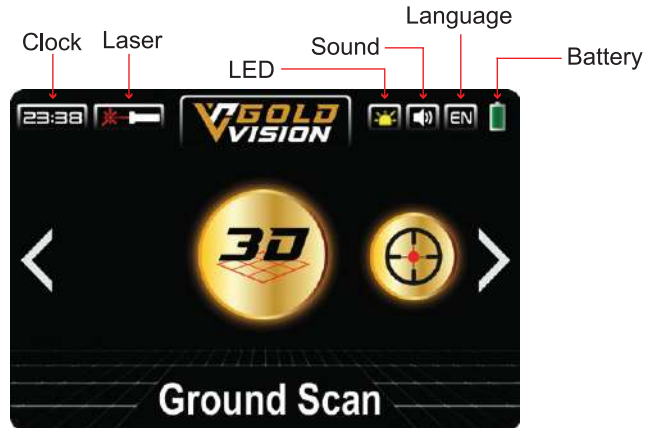 Language
Clock Laser
Sound
Battery
LED
23:38
GOLD
VISION
EN
3D
Ground Scan